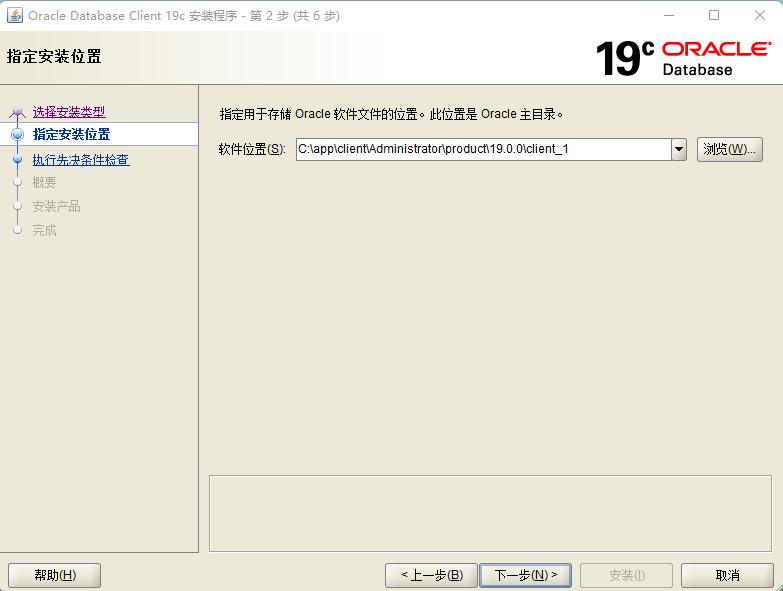 Oracle Database Client 19c 安装程序 - 第 2 步 (共 6 步)
指定安装位置
19c ORACLE
Database
选择安装类型
指定安装位置
执行先决条件检查
概要
安装产品
完成
指定用于存储 Oracle 软件文件的位置。此位置是 Oracle 主目录。
软件位置(S): C:\app\client\Administrator\product\19.0.0\client_1 浏览(W)...
帮助(H) < 上一步(B) 下一步(N) > 安装(I) 取消